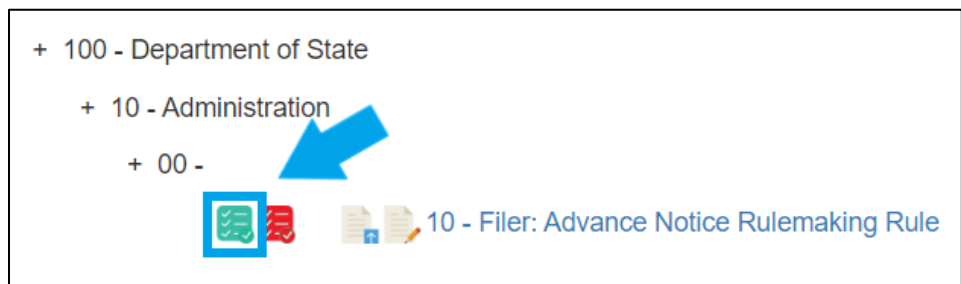 + 100 - Department of State
+ 10 - Administration
+ 00 -
10 - Filer: Advance Notice Rulemaking Rule